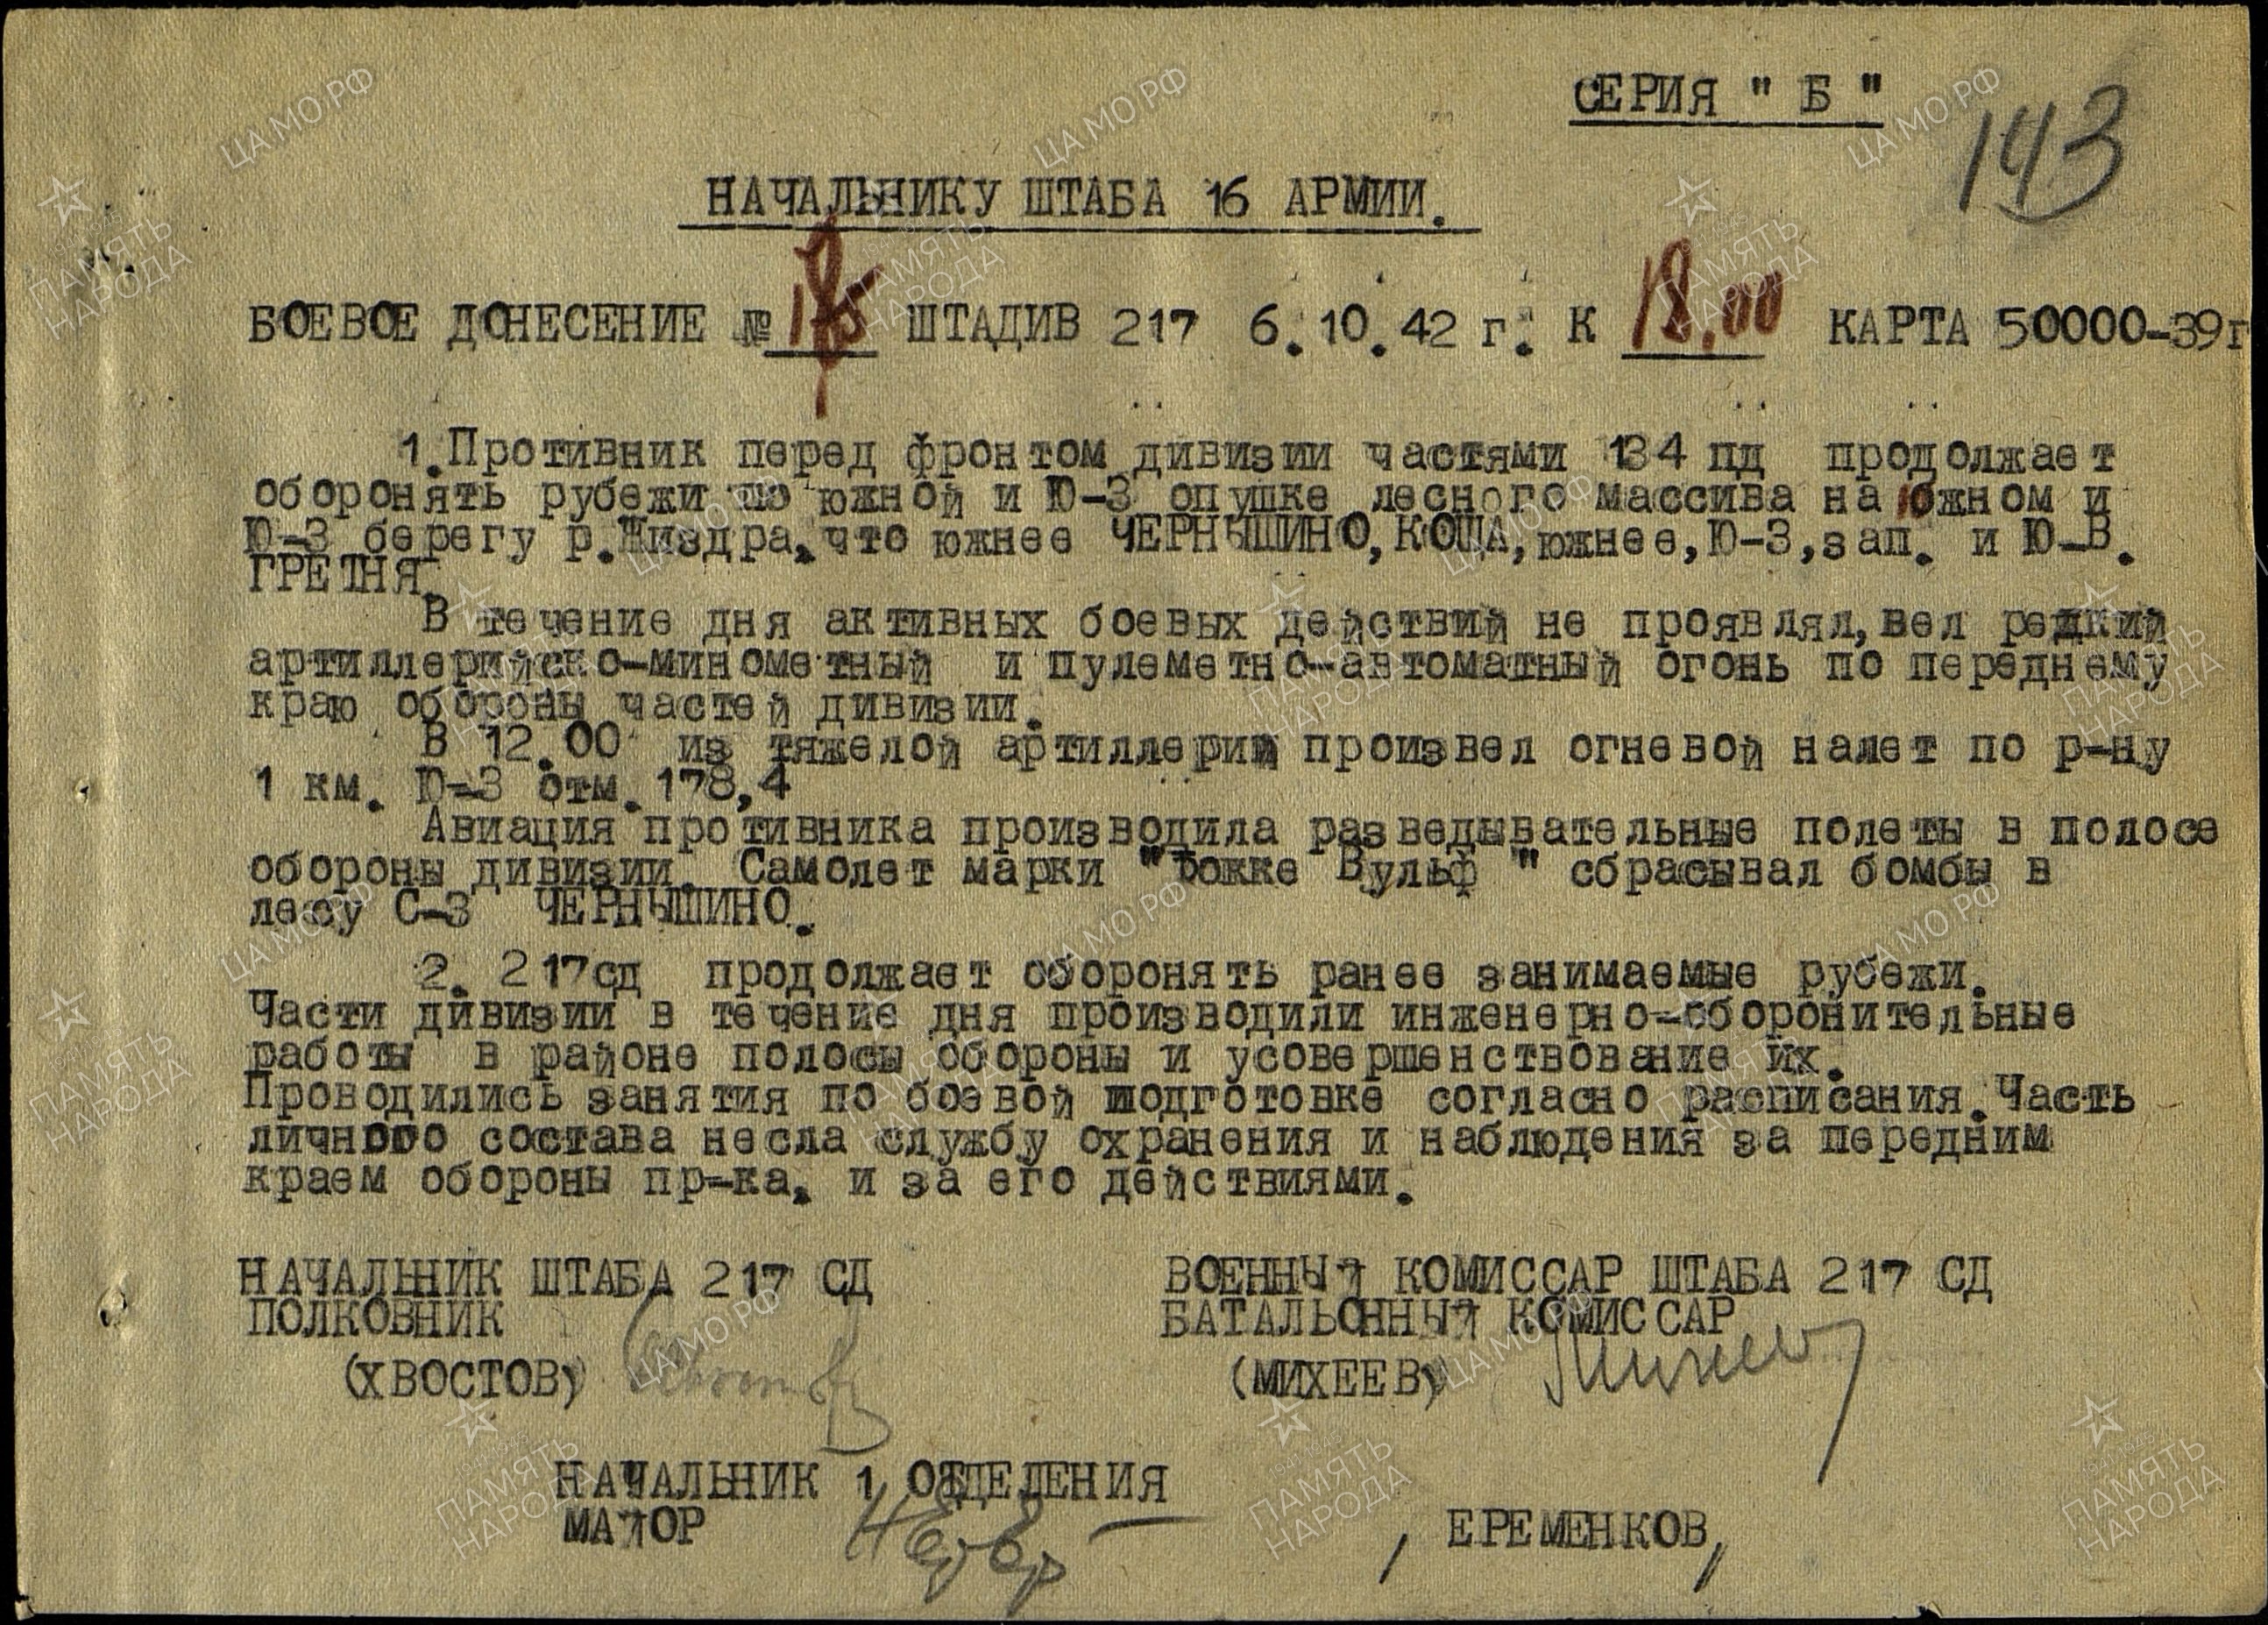 СЕРИЯ " Б "
143
НАЧАЛЬНИКУ ШТАБА 16 АРМИИ.
БОЕВОЕ ДОНЕСЕНИЕ № ШТАДИВ 217 6.10.42 г. К 18.00 КАРТА 50000-39г
1.Противник перед фронтом дивизии частями 134 пд продолжает
оборонять рубежи по южной и Ю-З опушке лесного массива на южном и
Ю-З берегу р.Жиздра, что южнее ЧЕРНЫШИНО, КОЩА, южнее, Ю-З, зап. и Ю-В.
ГРЕТНЯ.
В течение дня активных боевых действий не проявлял, вел редкий
артиллерийско-минометный и пулеметно-автоматный огонь по переднему
краю обороны частей дивизии.
В 12.00 из тяжелой артиллерии произвел огневой налет по р-ну
1 км. Ю-З отм. 178,4
Авиация противника производила разведывательные полеты в полосе
обороны дивизии. Самолет марки "Фокке Вульф " сбрасывал бомбы в
лесу С-З ЧЕРНЫШИНО.
2. 217сд продолжает оборонять ранее занимаемые рубежи.
Части дивизии в течение дня производили инженерно-оборонительные
работы в районе полосы обороны и усовершенствование их.
Проводились занятия по боевой подготовке согласно расписания. Часть
личного состава несла службу охранения и наблюдения за передним
краем обороны пр-ка. и за его действиями.
НАЧАЛЬНИК ШТАБА 217 СД ВОЕННЫЙ КОМИССАР ШТАБА 217 СД
ПОЛКОВНИК БАТАЛЬОННЫЙ КОМИССАР
(ХВОСТОВ) (МИХЕЕВ) Михеев
НАЧАЛЬНИК 1 ОТДЕЛЕНИЯ
МАЙОР / ЕРЕМЕНКОВ/